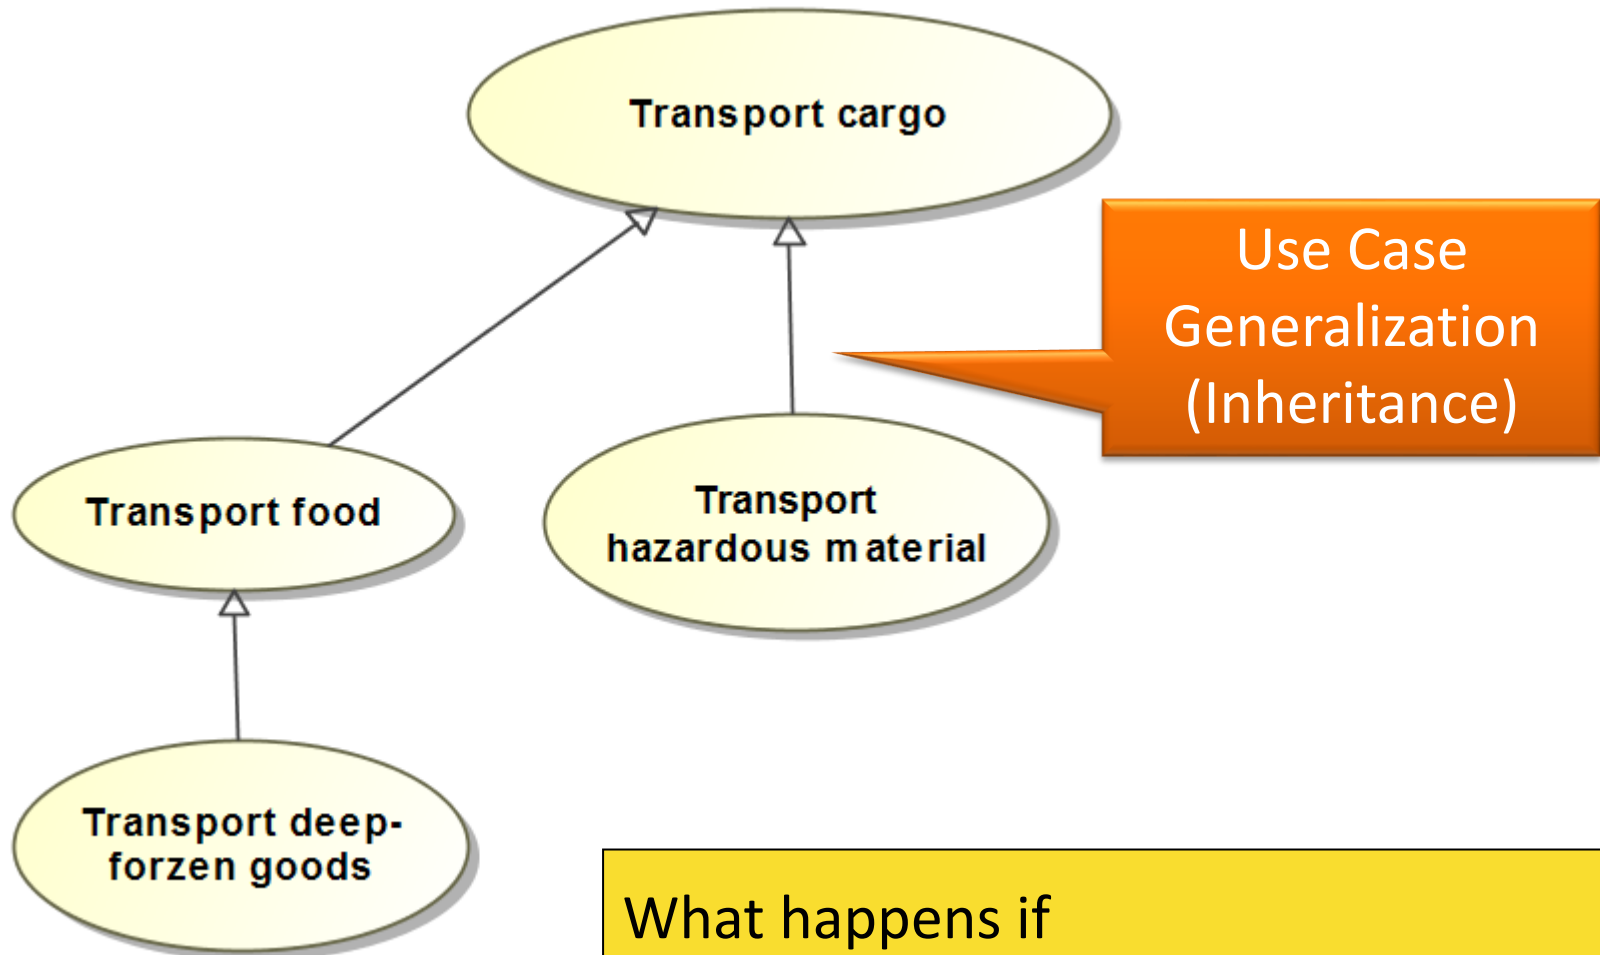 Transport cargo
Use Case
Generalization
(Inheritance)
Transport food
Transport
hazardous material
Transport deep-
forzen goods
What happens if